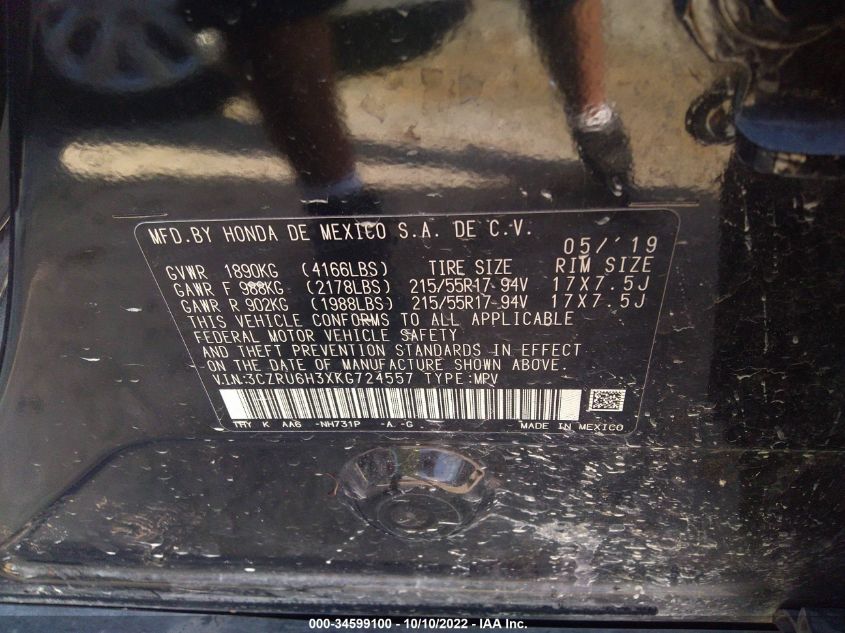 MFD.BY HONDA DE MEXICO S.A. DE C.V. 05/'19
GVWR 1890KG (4166LBS) TIRE SIZE RIM SIZE
GAWR F 988KG (2178LBS) 215/55R17 94V 17X7.5J
GAWR R 902KG (1988LBS) 215/55R17 94V 17X7.5J
THIS VEHICLE CONFORMS TO ALL APPLICABLE
FEDERAL MOTOR VEHICLE SAFETY
AND THEFT PREVENTION STANDARDS IN EFFECT
ON THE DATE OF MANUFACTURE SHOWN ABOVE.
V.I.N:3CZRU6H3XKG724557 TYPE:MPV
THY K AA6 -NH731P -A -G MADE IN MEXICO
000-34599100 - 10/10/2022 - IAA Inc.